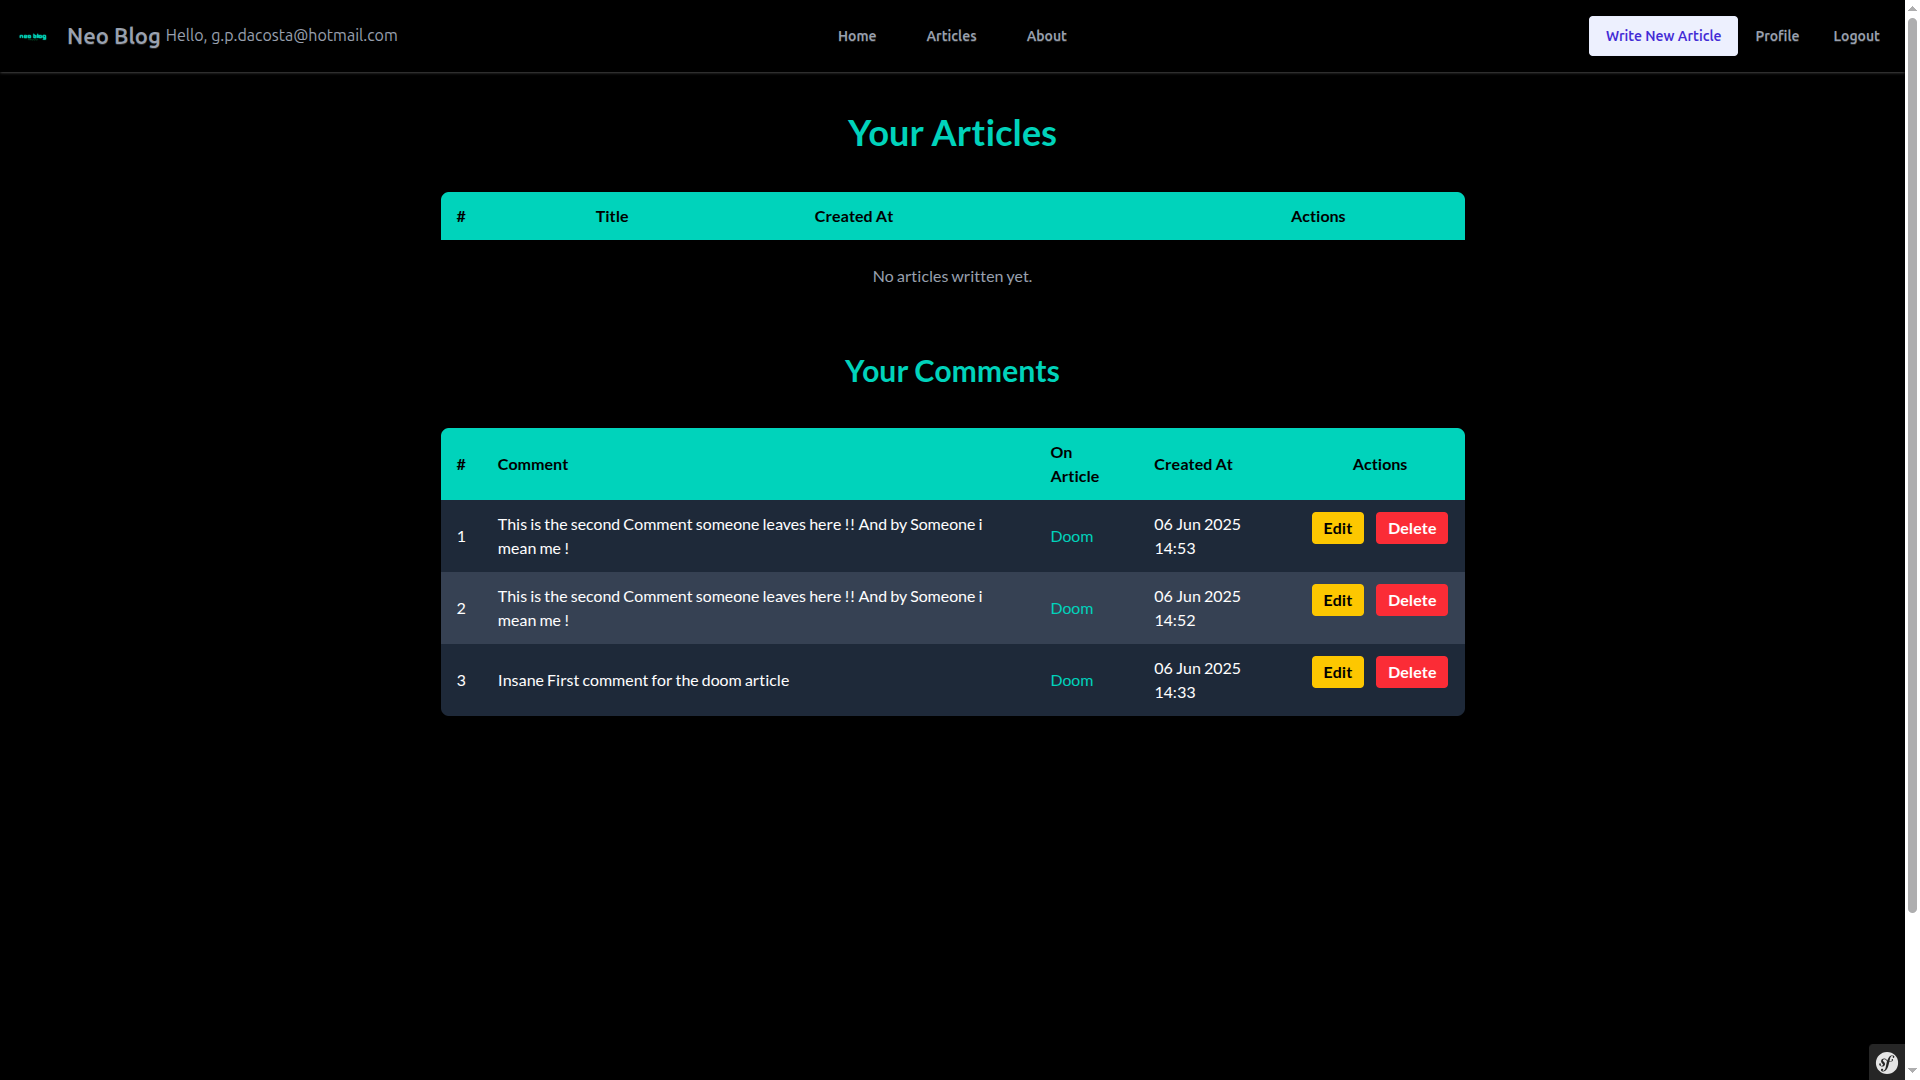 neo blog Neo Blog Hello, g.p.dacosta@hotmail.com Home Articles About Write New Article Profile Logout
Your Articles
# Title Created At Actions
No articles written yet.
Your Comments
# Comment On Article Created At Actions
1 This is the second Comment someone leaves here !! And by Someone i
mean me ! Doom 06 Jun 2025
14:53 Edit Delete
2 This is the second Comment someone leaves here !! And by Someone i
mean me ! Doom 06 Jun 2025
14:52 Edit Delete
3 Insane First comment for the doom article Doom 06 Jun 2025
14:33 Edit Delete
sf